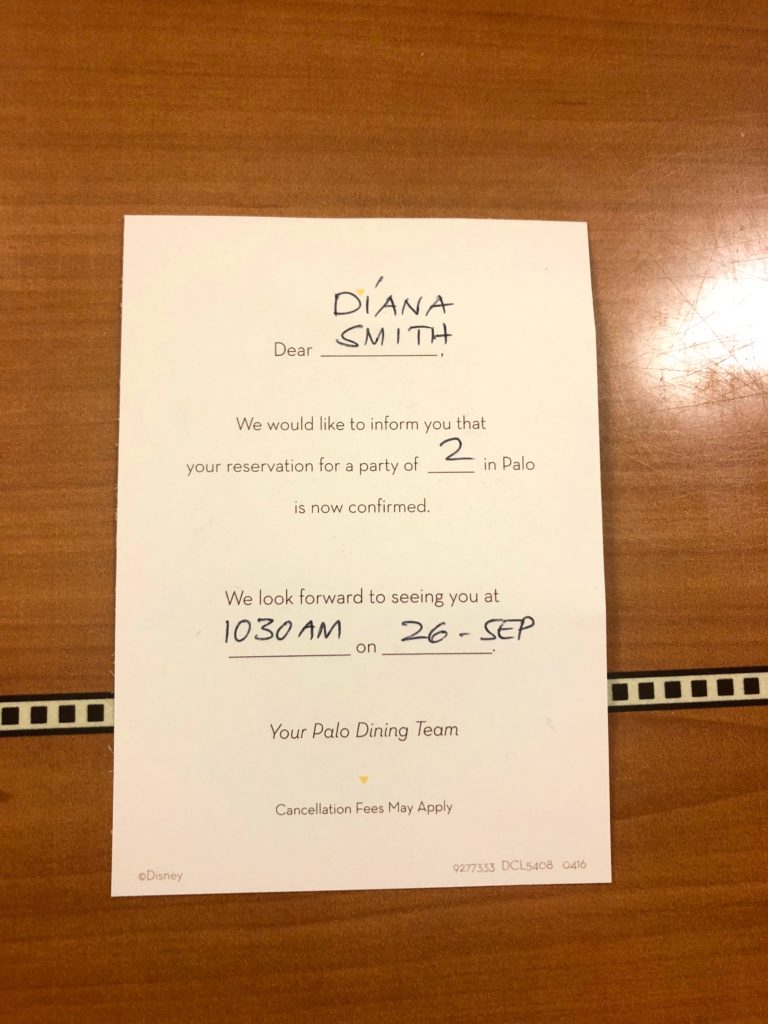 DIANA
Dear SMITH,
We would like to inform you that
your reservation for a party of 2 in Palo
is now confirmed.
We look forward to seeing you at
1030 AM on 26 - SEP.
Your Palo Dining Team
Cancellation Fees May Apply
©Disney 9277333 DCL5408 0416